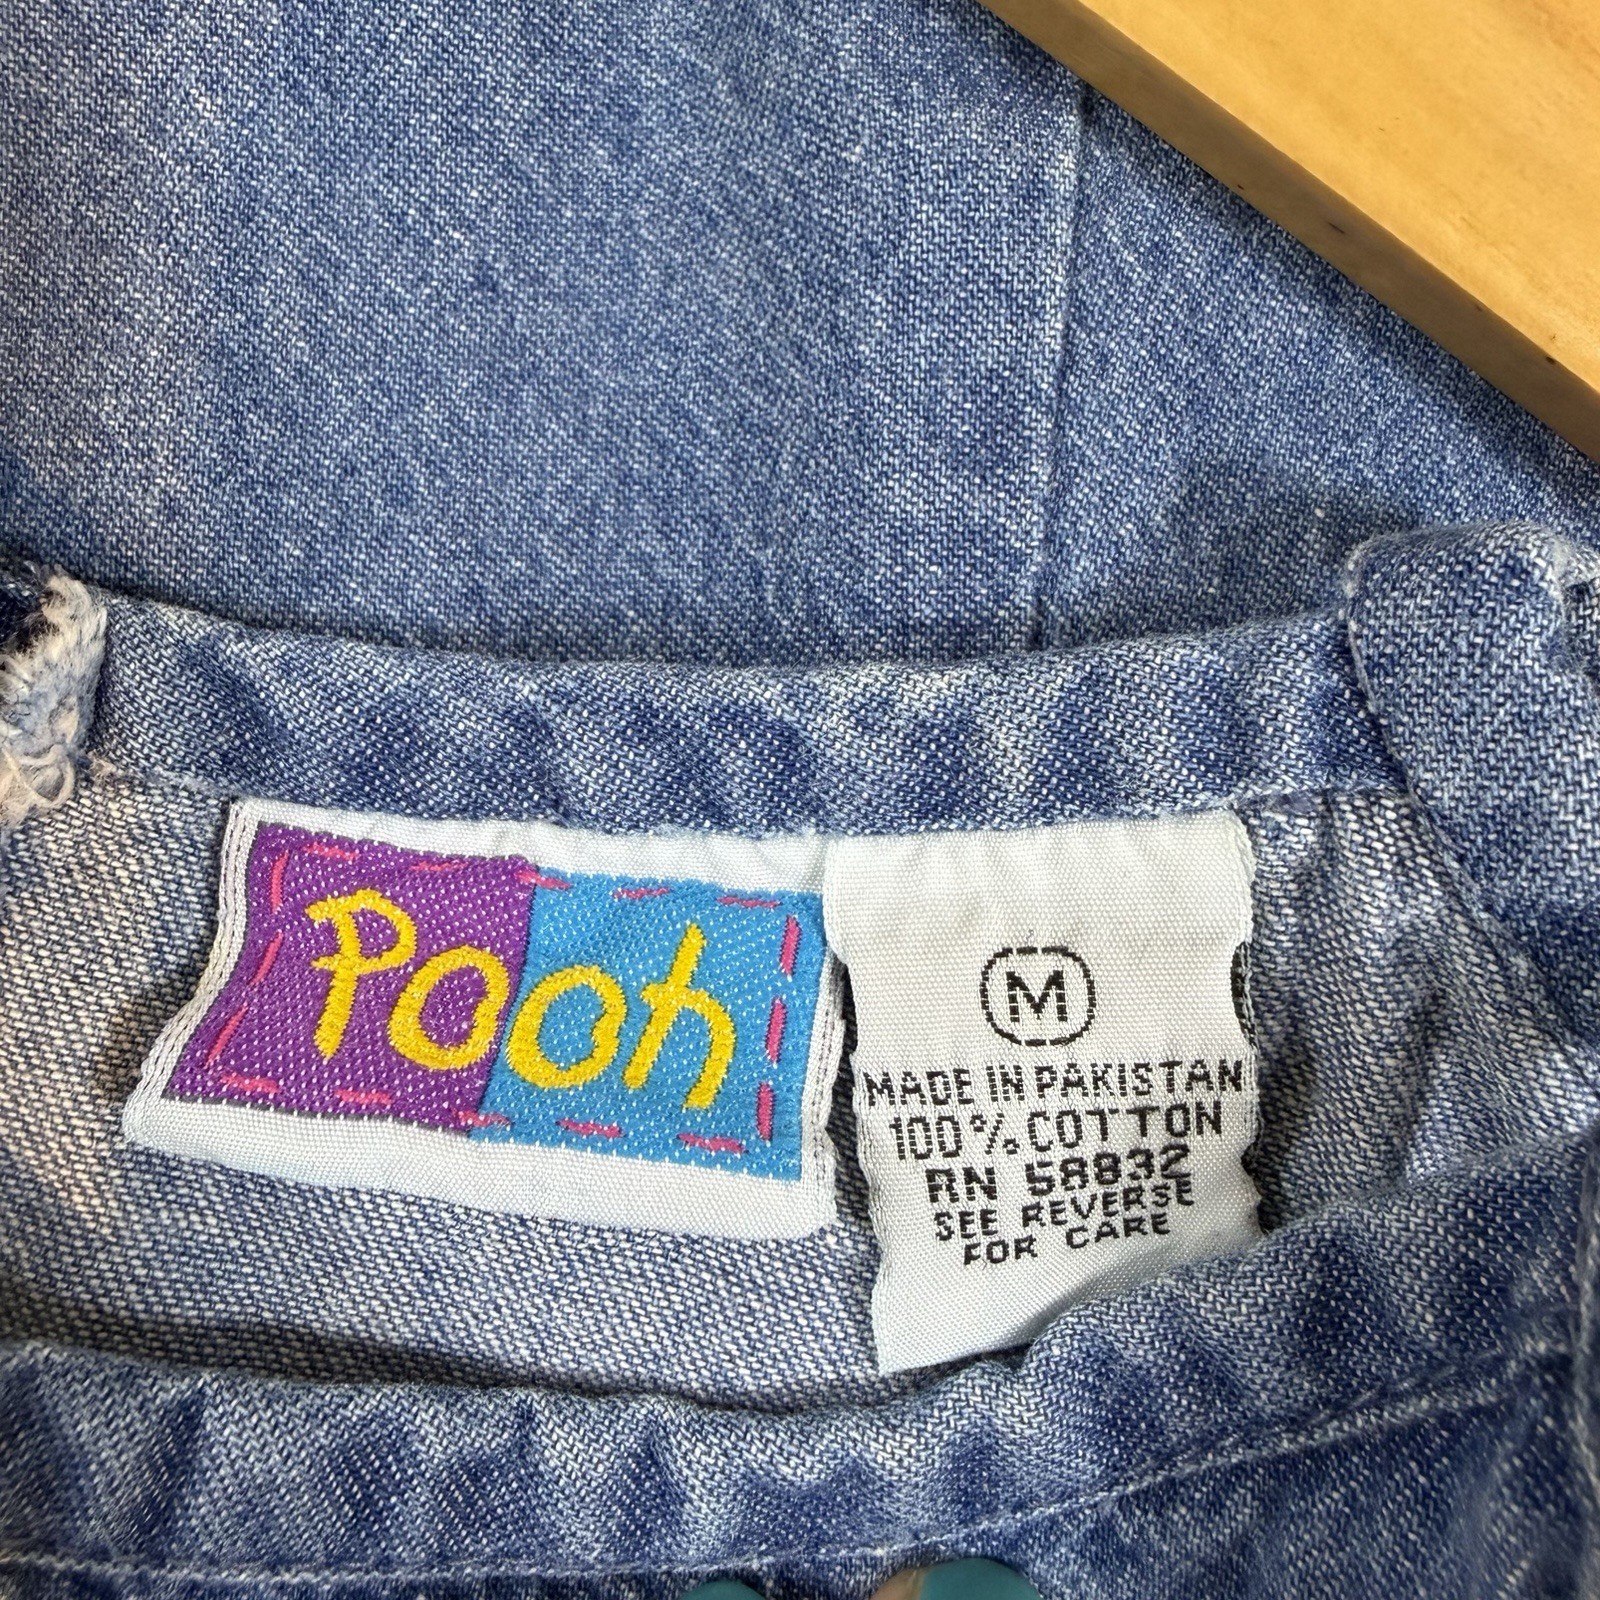 Pooh
M
MADE IN PAKISTAN
100% COTTON
RN 58832
SEE REVERSE
FOR CARE